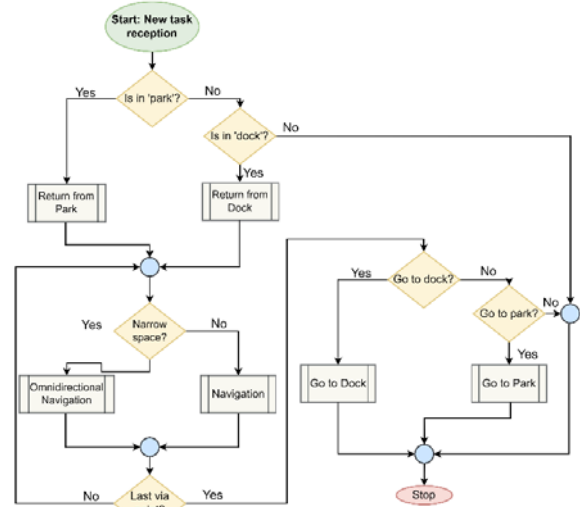 Start: New task
reception
Yes
Is in 'park'?
No
Is in 'dock'?
No
Yes
Return from
Park
Return from
Dock
Yes
Narrow
space?
No
Omnidirectional
Navigation
Navigation
No
Last via
Yes
Yes
Go to dock?
No
Go to park?
No
Yes
Go to Dock
Go to Park
Stop